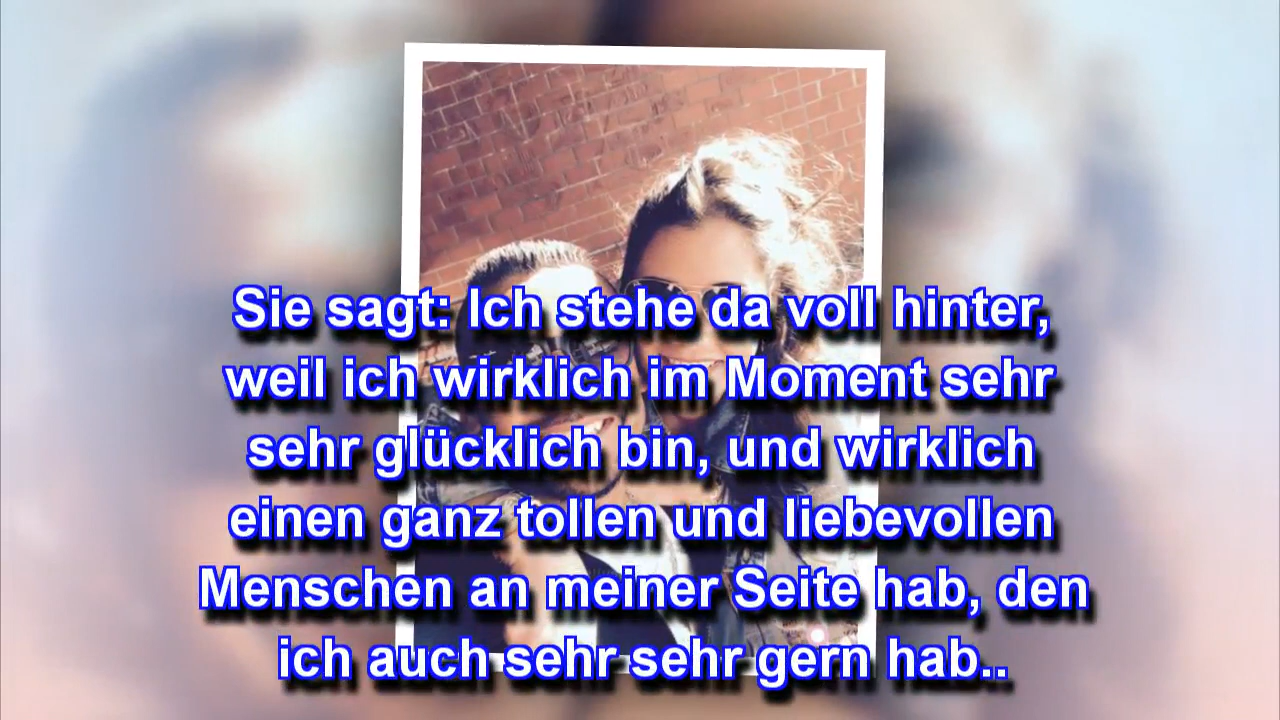 Sie sagt: Ich stehe da voll hinter,
weil ich wirklich im Moment sehr
sehr glücklich bin, und wirklich
einen ganz tollen und liebevollen
Menschen an meiner Seite hab, den
ich auch sehr sehr gern hab..